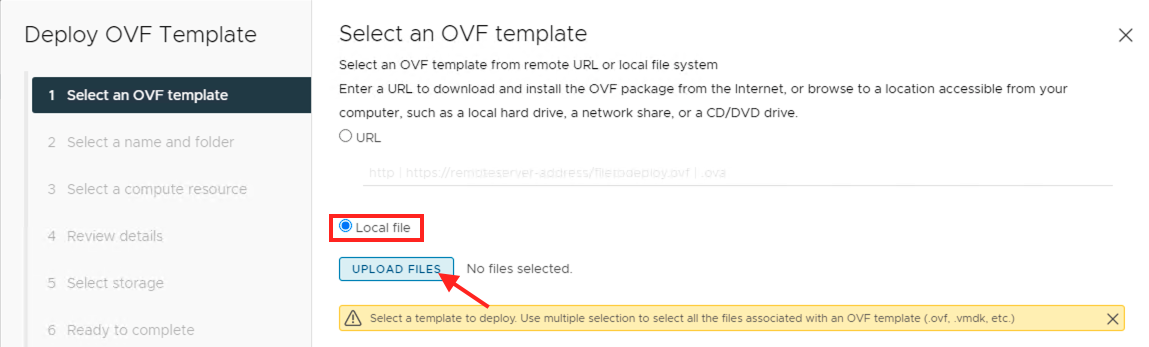 Deploy OVF Template
1 Select an OVF template
2 Select a name and folder
3 Select a compute resource
4 Review details
5 Select storage
6 Ready to complete
Select an OVF template
Select an OVF template from remote URL or local file system
Enter a URL to download and install the OVF package from the Internet, or browse to a location accessible from your
computer, such as a local hard drive, a network share, or a CD/DVD drive.
URL
http | https://remoteserver-address/filetodeploy.ovf | .ova
Local file
UPLOAD FILES No files selected.
Select a template to deploy. Use multiple selection to select all the files associated with an OVF template (.ovf, .vmdk, etc.)